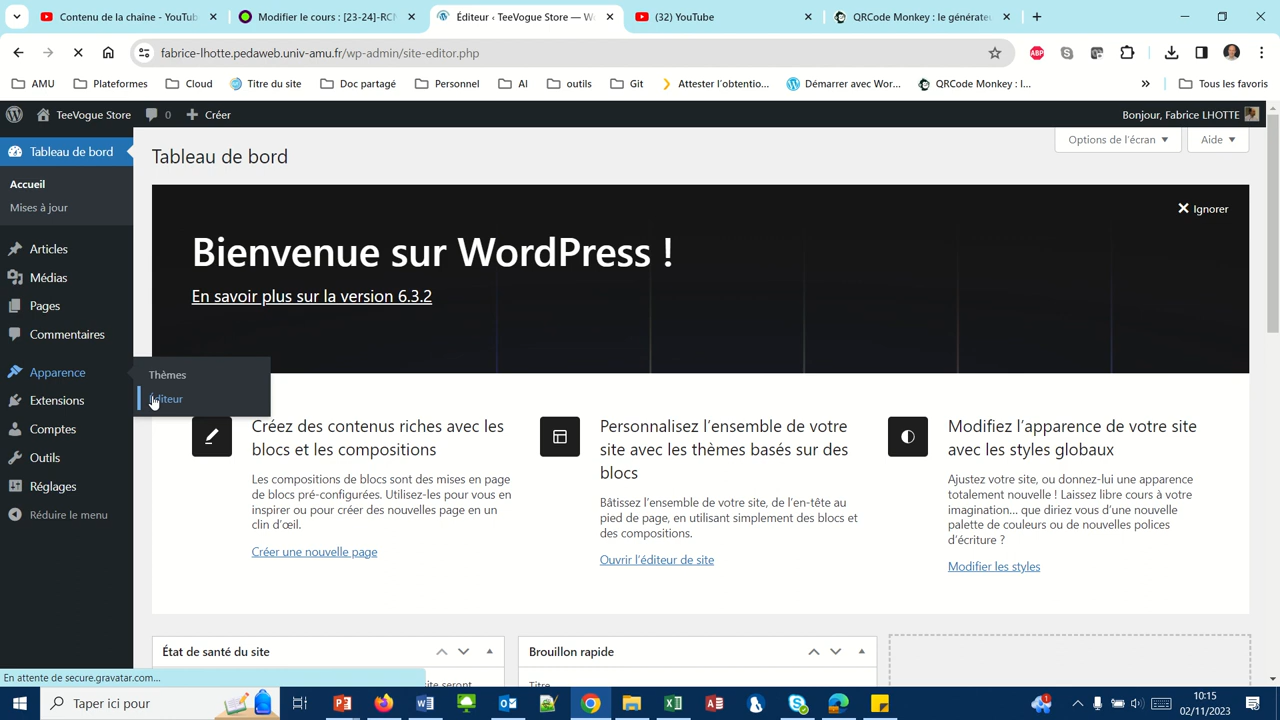 Contenu de la chaîne - YouTub
Modifier le cours : [23-24]-RCM
Éditeur ‹ TeeVogue Store — Wo
(32) YouTube
QRCode Monkey : le générateu
fabrice-lhotte.pedaweb.univ-amu.fr/wp-admin/site-editor.php
ABP
AMU
Plateformes
Cloud
Titre du site
Doc partagé
Personnel
AI
outils
Git
Attester l'obtentio...
Démarrer avec Wor...
QRCode Monkey : l...
Tous les favoris
TeeVogue Store
0
Créer
Bonjour, Fabrice LHOTTE
Tableau de bord
Accueil
Mises à jour
Articles
Médias
Pages
Commentaires
Apparence
Thèmes
Éditeur
Extensions
Comptes
Outils
Réglages
Réduire le menu
Tableau de bord
Options de l'écran
Aide
Ignorer
Bienvenue sur WordPress !
En savoir plus sur la version 6.3.2
Créez des contenus riches avec les
blocs et les compositions
Les compositions de blocs sont des mises en page
de blocs pré-configurées. Utilisez-les pour vous en
inspirer ou pour créer des nouvelles page en un
clin d'œil.
Créer une nouvelle page
Personnalisez l'ensemble de votre
site avec les thèmes basés sur des
blocs
Bâtissez l'ensemble de votre site, de l'en-tête au
pied de page, en utilisant simplement des blocs et
des compositions.
Ouvrir l'éditeur de site
Modifiez l'apparence de votre site
avec les styles globaux
Ajustez votre site, ou donnez-lui une apparence
totalement nouvelle ! Laissez libre cours à votre
imagination... que diriez vous d'une nouvelle
palette de couleurs ou de nouvelles polices
d'écriture ?
Modifier les styles
État de santé du site
Brouillon rapide
site seront
Titre
En attente de secure.gravatar.com...
Taper ici pour
10:15
02/11/2023